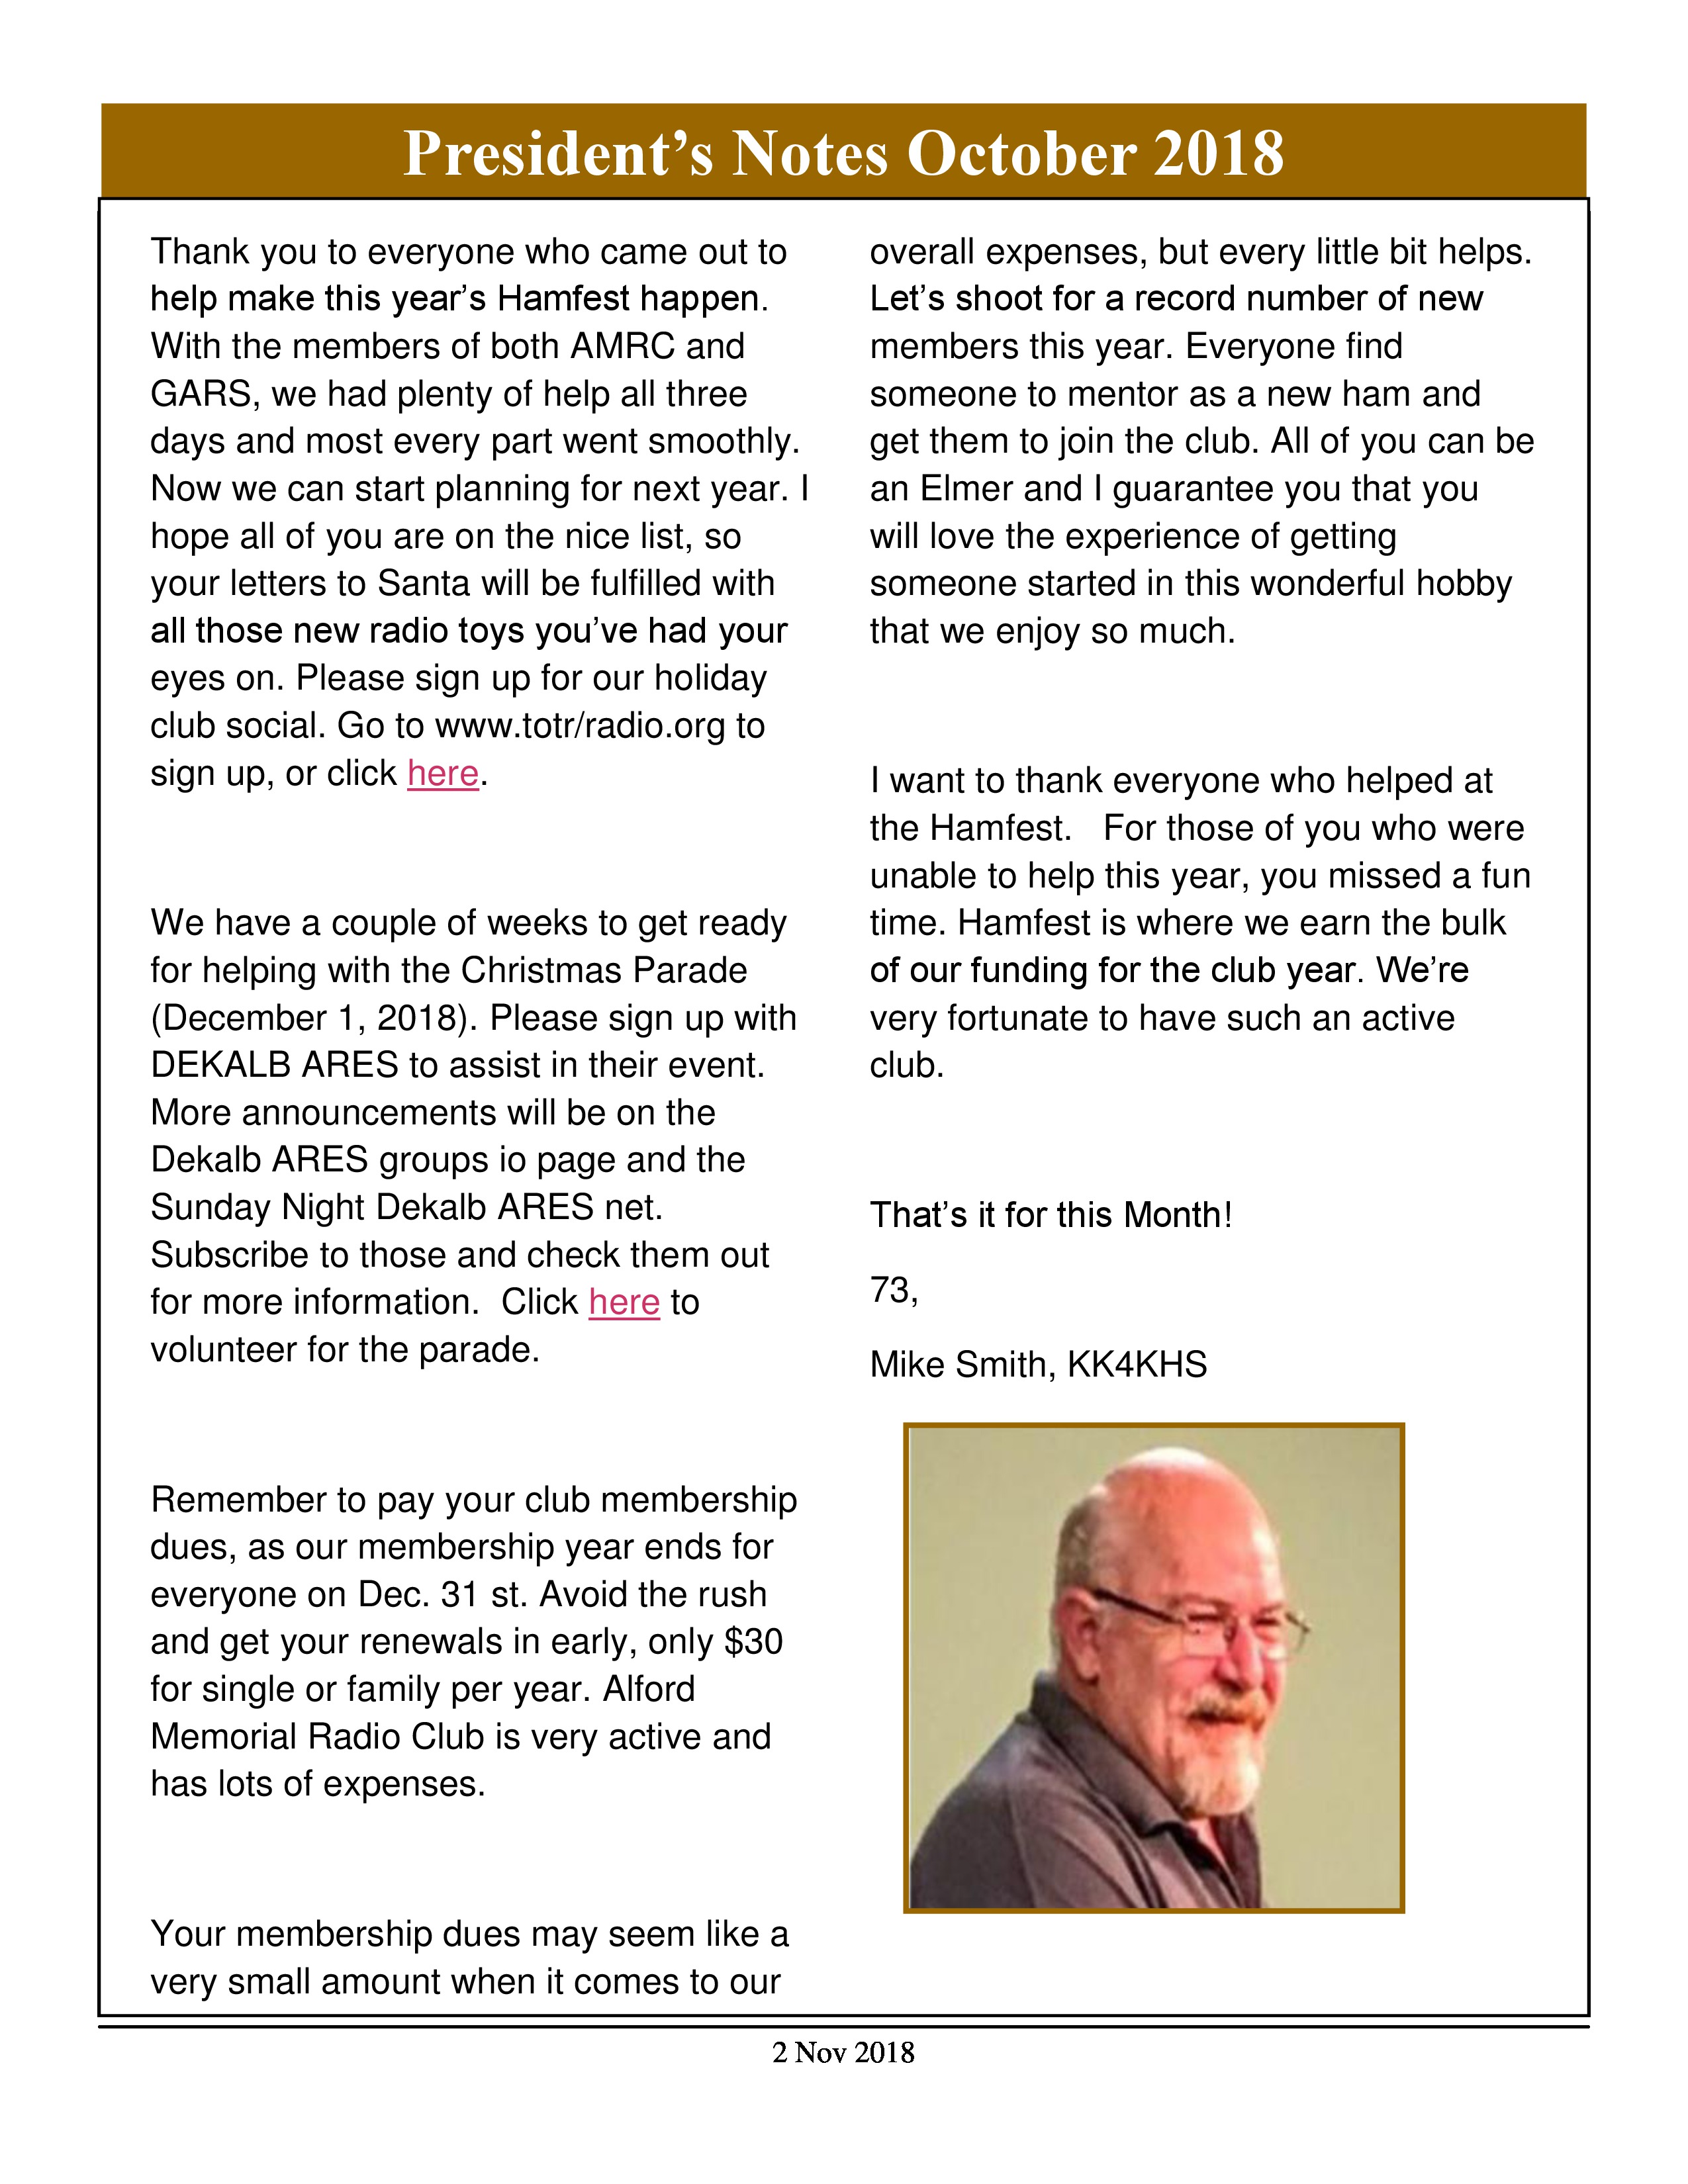 President’s Notes October 2018
Thank you to everyone who came out to
help make this year’s Hamfest happen.
With the members of both AMRC and
GARS, we had plenty of help all three
days and most every part went smoothly.
Now we can start planning for next year. I
hope all of you are on the nice list, so
your letters to Santa will be fulfilled with
all those new radio toys you’ve had your
eyes on. Please sign up for our holiday
club social. Go to www.totr/radio.org to
sign up, or click here.
We have a couple of weeks to get ready
for helping with the Christmas Parade
(December 1, 2018). Please sign up with
DEKALB ARES to assist in their event.
More announcements will be on the
Dekalb ARES groups io page and the
Sunday Night Dekalb ARES net.
Subscribe to those and check them out
for more information.  Click here to
volunteer for the parade.
Remember to pay your club membership
dues, as our membership year ends for
everyone on Dec. 31 st. Avoid the rush
and get your renewals in early, only $30
for single or family per year. Alford
Memorial Radio Club is very active and
has lots of expenses.
Your membership dues may seem like a
very small amount when it comes to our
overall expenses, but every little bit helps.
Let’s shoot for a record number of new
members this year. Everyone find
someone to mentor as a new ham and
get them to join the club. All of you can be
an Elmer and I guarantee you that you
will love the experience of getting
someone started in this wonderful hobby
that we enjoy so much.
I want to thank everyone who helped at
the Hamfest.   For those of you who were
unable to help this year, you missed a fun
time. Hamfest is where we earn the bulk
of our funding for the club year. We’re
very fortunate to have such an active
club.
That’s it for this Month!
73,
Mike Smith, KK4KHS
2 Nov 2018